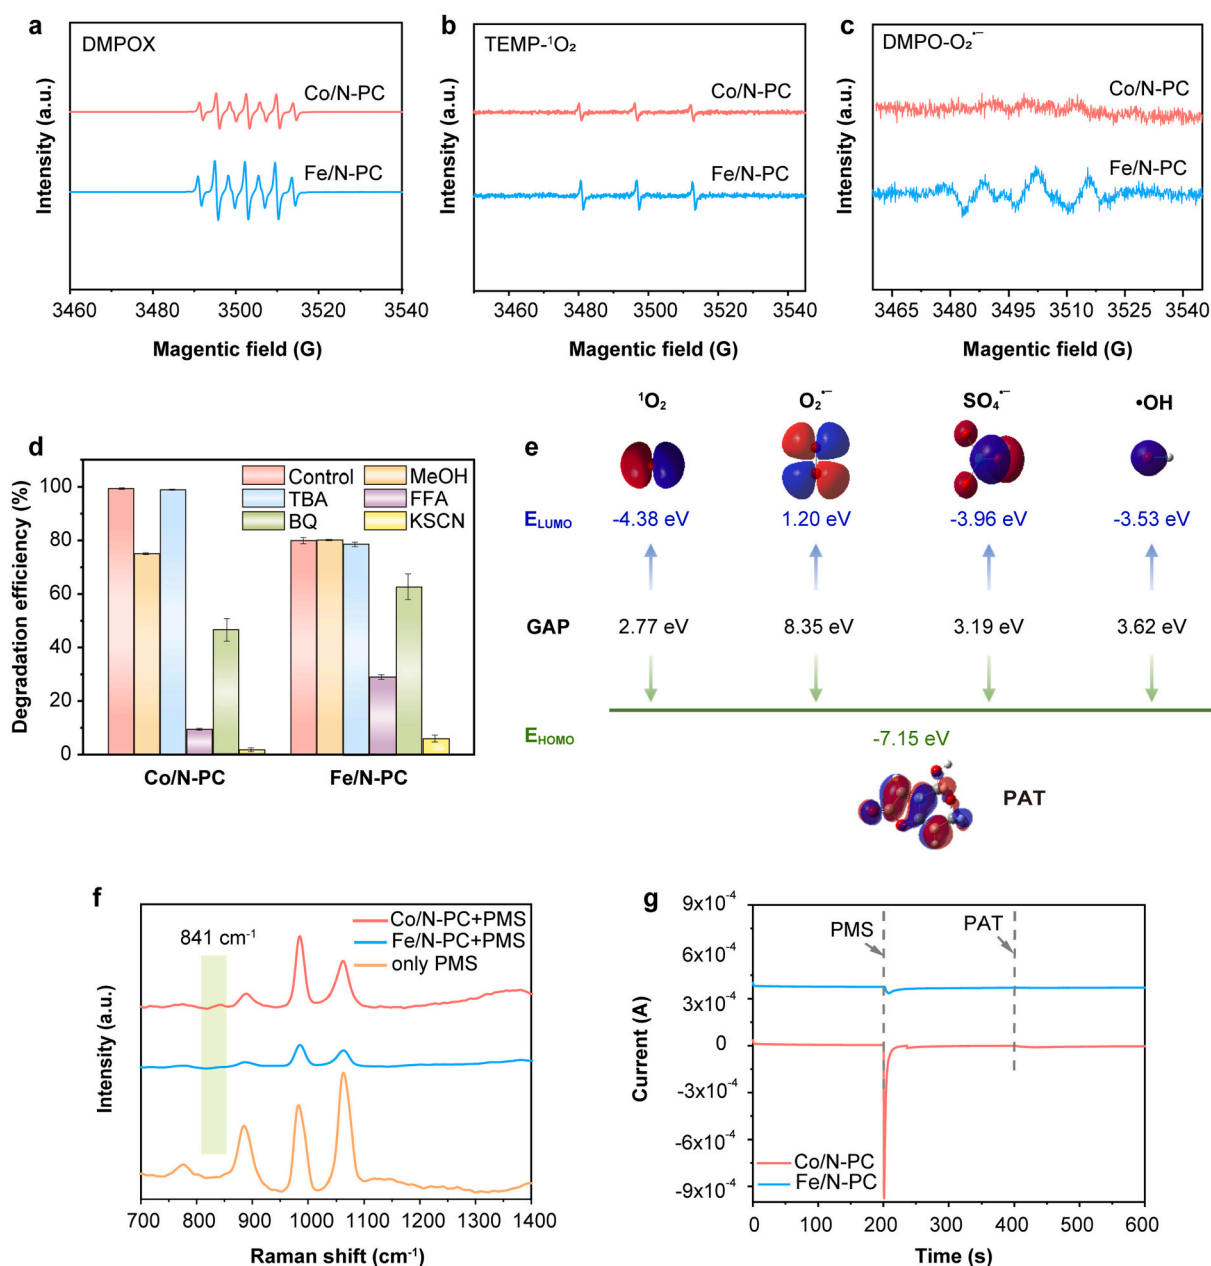 a
DMPOX
Co/N-PC
Fe/N-PC
Intensity (a.u.)
3460 3480 3500 3520 3540
Magentic field (G)
b
TEMP-¹O₂
Co/N-PC
Fe/N-PC
Intensity (a.u.)
3460 3480 3500 3520 3540
Magentic field (G)
c
DMPO-O₂•⁻
Co/N-PC
Fe/N-PC
Intensity (a.u.)
3465 3480 3495 3510 3525 3540
Magentic field (G)
d
Control MeOH
TBA FFA
BQ KSCN
Degradation efficiency (%)
100
80
60
40
20
0
Co/N-PC Fe/N-PC
e
¹O₂ O₂•⁻ SO₄•⁻ •OH
E_LUMO -4.38 eV 1.20 eV -3.96 eV -3.53 eV
GAP 2.77 eV 8.35 eV 3.19 eV 3.62 eV
E_HOMO -7.15 eV
PAT
f
841 cm⁻¹
Co/N-PC+PMS
Fe/N-PC+PMS
only PMS
Intensity (a.u.)
700 800 900 1000 1100 1200 1300 1400
Raman shift (cm⁻¹)
g
9x10⁻⁴
6x10⁻⁴
3x10⁻⁴
0
-3x10⁻⁴
-6x10⁻⁴
-9x10⁻⁴
Current (A)
PMS
PAT
Co/N-PC
Fe/N-PC
0 100 200 300 400 500 600
Time (s)